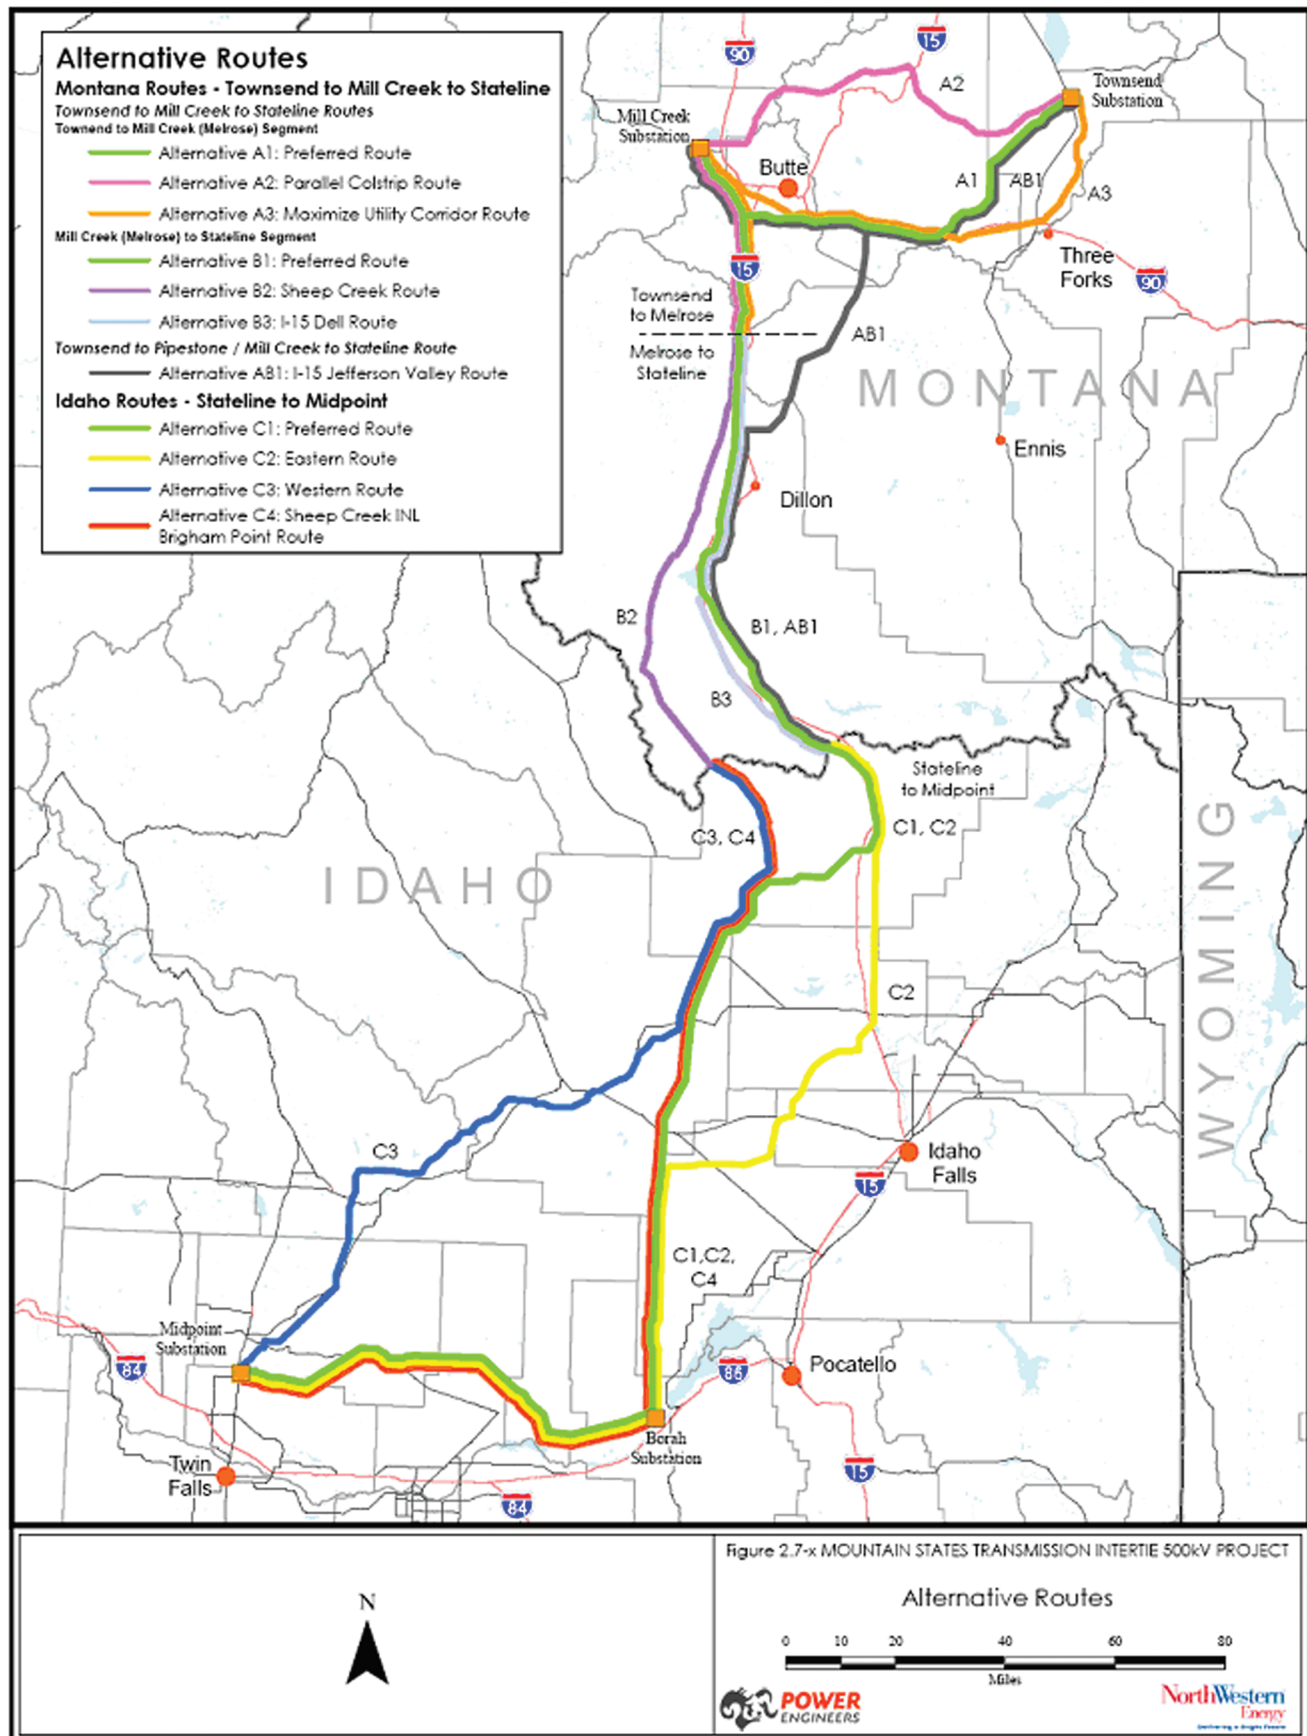 Alternative Routes
Montana Routes - Townsend to Mill Creek to Stateline
Townsend to Mill Creek to Stateline Routes
Townend to Mill Creek (Melrose) Segment
Alternative A1: Preferred Route
Alternative A2: Parallel Colstrip Route
Alternative A3: Maximize Utility Corridor Route
Mill Creek (Melrose) to Stateline Segment
Alternative B1: Preferred Route
Alternative B2: Sheep Creek Route
Alternative B3: I-15 Dell Route
Townsend to Pipestone / Mill Creek to Stateline Route
Alternative AB1: I-15 Jefferson Valley Route
Idaho Routes - Stateline to Midpoint
Alternative C1: Preferred Route
Alternative C2: Eastern Route
Alternative C3: Western Route
Alternative C4: Sheep Creek INL
Brigham Point Route
90
15
A2
Townsend
Substation
Mill Creek
Substation
Butte
A1
AB1
A3
Three
Forks
90
15
Townsend
to Melrose
Melrose to
Stateline
AB1
MONTANA
Ennis
Dillon
B2
B1, AB1
B3
Stateline
to Midpoint
C3, C4
C1, C2
IDAHO
WYOMING
C2
C3
Idaho
Falls
15
C1,C2,
C4
Midpoint
Substation
84
86
Pocatello
Borah
Substation
Twin
Falls
84
15
Figure 2.7-x MOUNTAIN STATES TRANSMISSION INTERTIE 500kV PROJECT
Alternative Routes
N
0 10 20 40 60 80
Miles
POWER
ENGINEERS
NorthWestern
Energy
Delivering a Bright Future